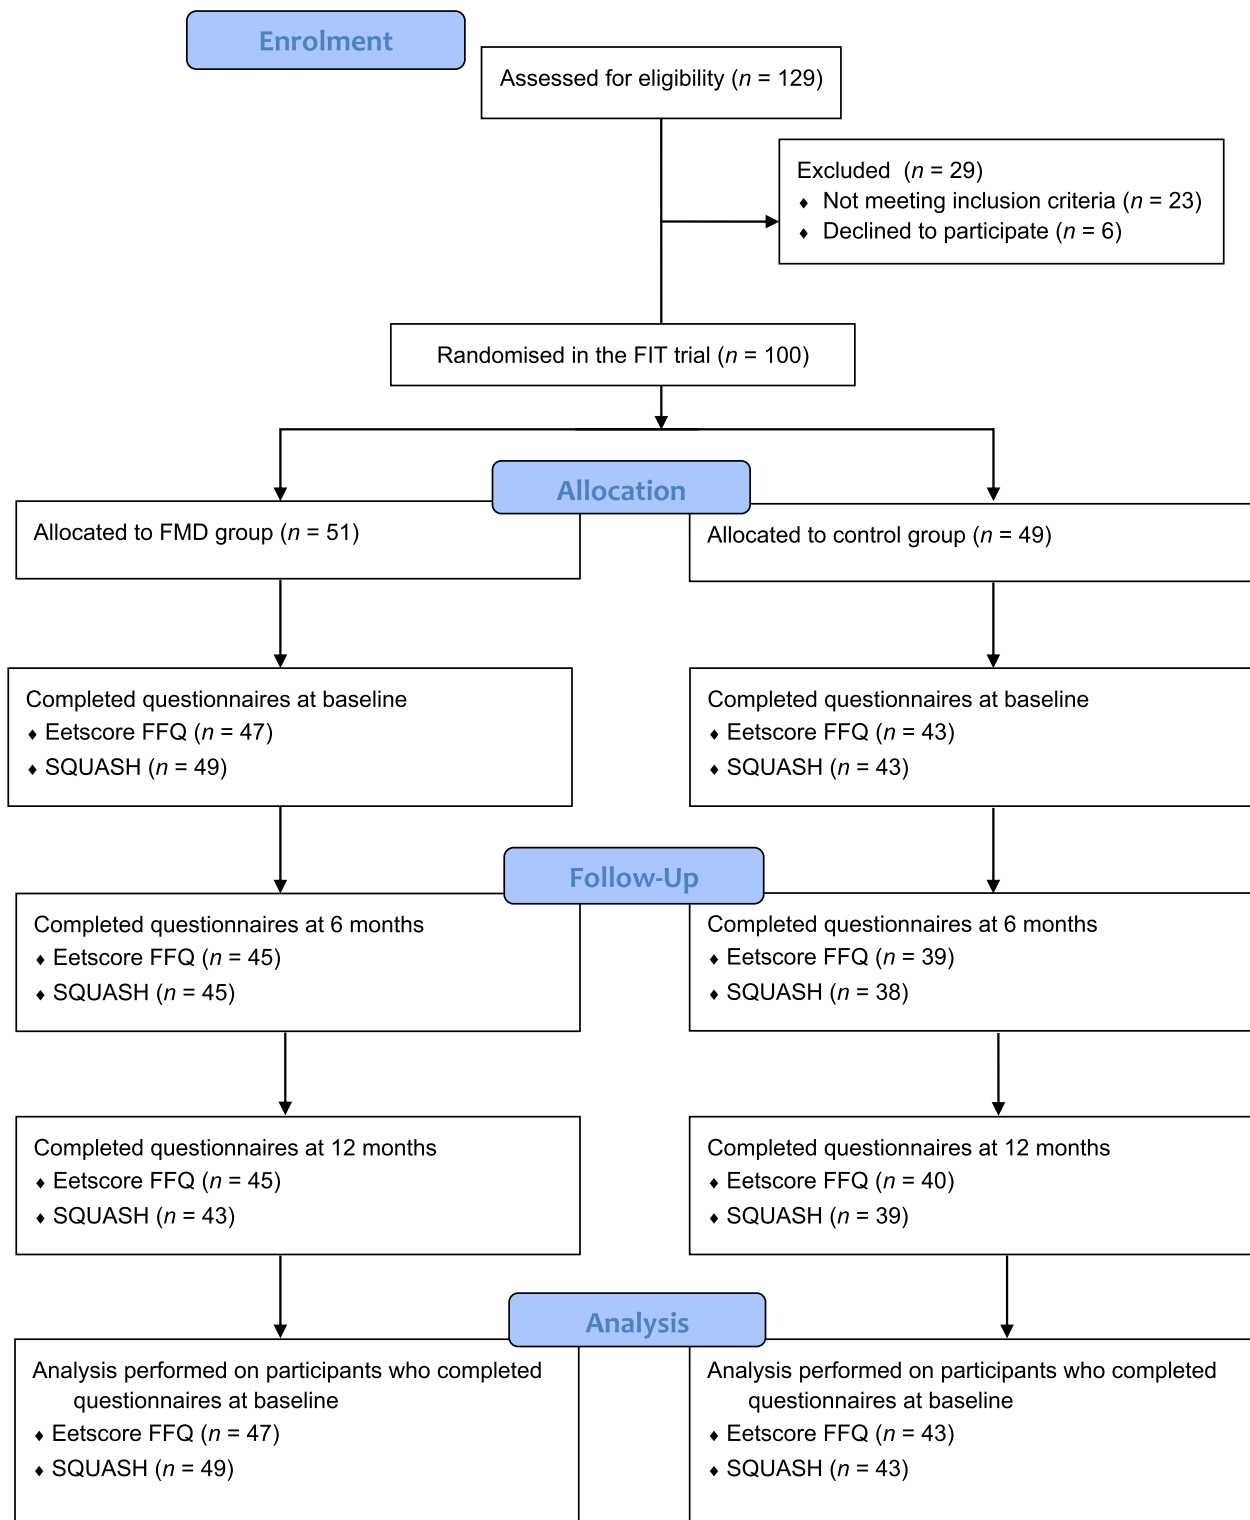 Enrolment
Assessed for eligibility (n = 129)
Excluded  (n = 29)
♦ Not meeting inclusion criteria (n = 23)
♦ Declined to participate (n = 6)
Randomised in the FIT trial (n = 100)
Allocation
Allocated to FMD group (n = 51)
Allocated to control group (n = 49)
Completed questionnaires at baseline
♦ Eetscore FFQ (n = 47)
♦ SQUASH (n = 49)
Completed questionnaires at baseline
♦ Eetscore FFQ (n = 43)
♦ SQUASH (n = 43)
Follow-Up
Completed questionnaires at 6 months
♦ Eetscore FFQ (n = 45)
♦ SQUASH (n = 45)
Completed questionnaires at 6 months
♦ Eetscore FFQ (n = 39)
♦ SQUASH (n = 38)
Completed questionnaires at 12 months
♦ Eetscore FFQ (n = 45)
♦ SQUASH (n = 43)
Completed questionnaires at 12 months
♦ Eetscore FFQ (n = 40)
♦ SQUASH (n = 39)
Analysis
Analysis performed on participants who completed
questionnaires at baseline
♦ Eetscore FFQ (n = 47)
♦ SQUASH (n = 49)
Analysis performed on participants who completed
questionnaires at baseline
♦ Eetscore FFQ (n = 43)
♦ SQUASH (n = 43)